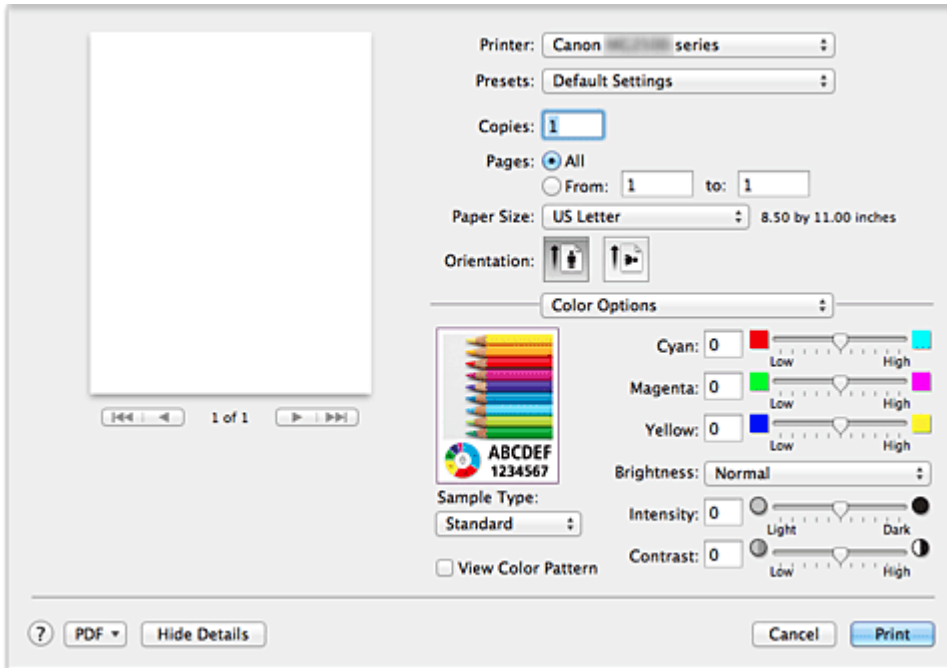 Printer: Canon series
Presets: Default Settings
Copies: 1
Pages: All
From: 1 to: 1
Paper Size: US Letter 8.50 by 11.00 inches
Orientation:
Color Options
1 of 1
ABCDEF
1234567
Sample Type:
Standard
View Color Pattern
Cyan: 0
Low High
Magenta: 0
Low High
Yellow: 0
Low High
Brightness: Normal
Intensity: 0
Light Dark
Contrast: 0
Low High
? PDF Hide Details Cancel Print